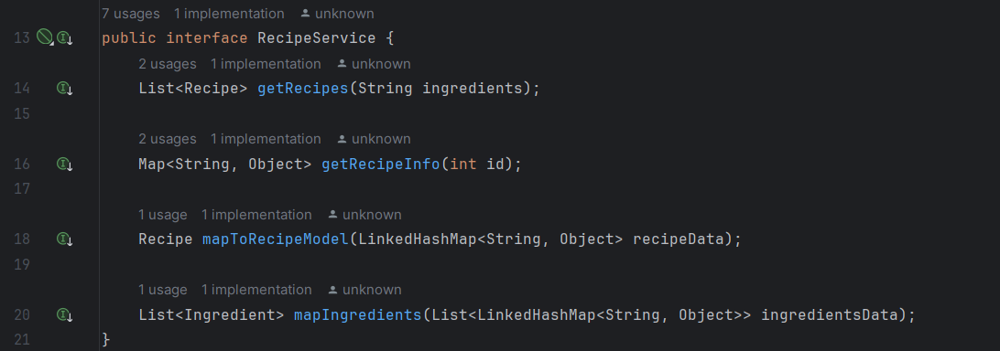 7 usages 1 implementation unknown
13 public interface RecipeService {
2 usages 1 implementation unknown
14 List<Recipe> getRecipes(String ingredients);
15
2 usages 1 implementation unknown
16 Map<String, Object> getRecipeInfo(int id);
17
1 usage 1 implementation unknown
18 Recipe mapToRecipeModel(LinkedHashMap<String, Object> recipeData);
19
1 usage 1 implementation unknown
20 List<Ingredient> mapIngredients(List<LinkedHashMap<String, Object>> ingredientsData);
21 }